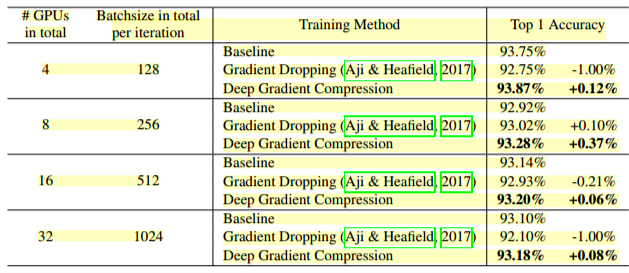 # GPUs in total Batchsize in total per iteration Training Method Top 1 Accuracy
4 128 Baseline 93.75%
Gradient Dropping (Aji & Heafield, 2017) 92.75% -1.00%
Deep Gradient Compression 93.87% +0.12%
8 256 Baseline 92.92%
Gradient Dropping (Aji & Heafield, 2017) 93.02% +0.10%
Deep Gradient Compression 93.28% +0.37%
16 512 Baseline 93.14%
Gradient Dropping (Aji & Heafield, 2017) 92.93% -0.21%
Deep Gradient Compression 93.20% +0.06%
32 1024 Baseline 93.10%
Gradient Dropping (Aji & Heafield, 2017) 92.10% -1.00%
Deep Gradient Compression 93.18% +0.08%